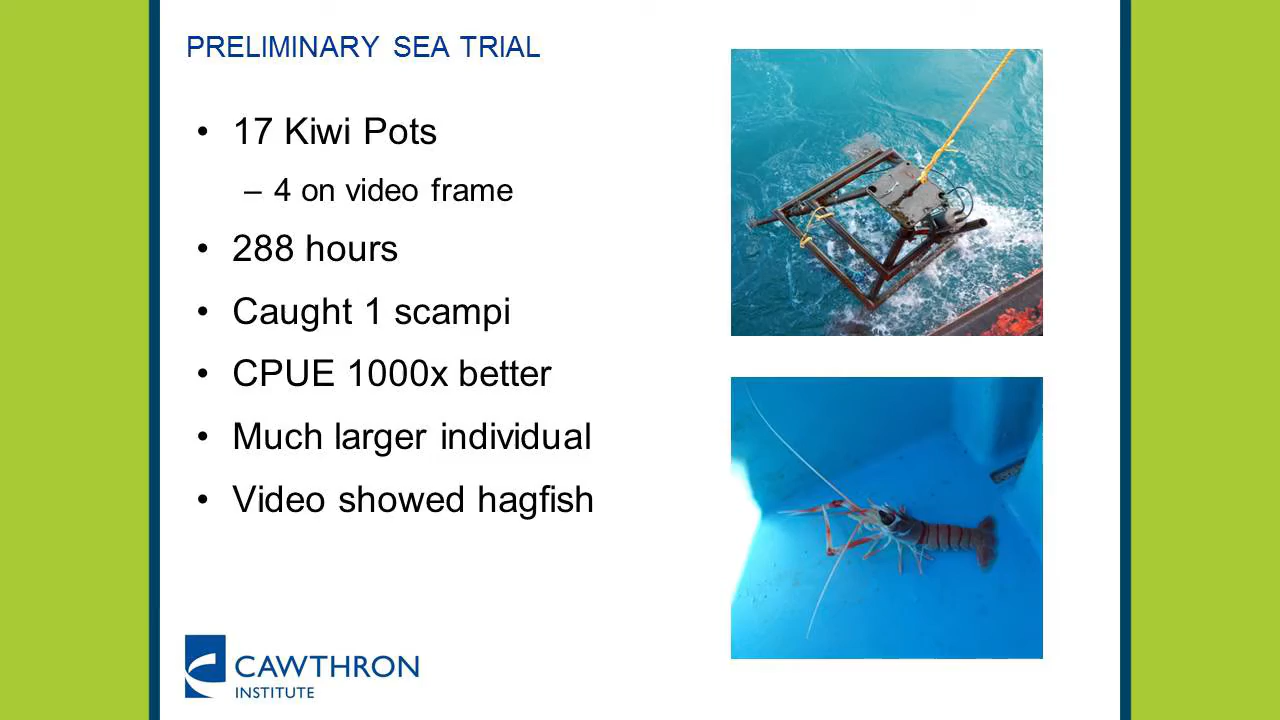 PRELIMINARY SEA TRIAL
• 17 Kiwi Pots
– 4 on video frame
• 288 hours
• Caught 1 scampi
• CPUE 1000x better
• Much larger individual
• Video showed hagfish
CAWTHRON
INSTITUTE